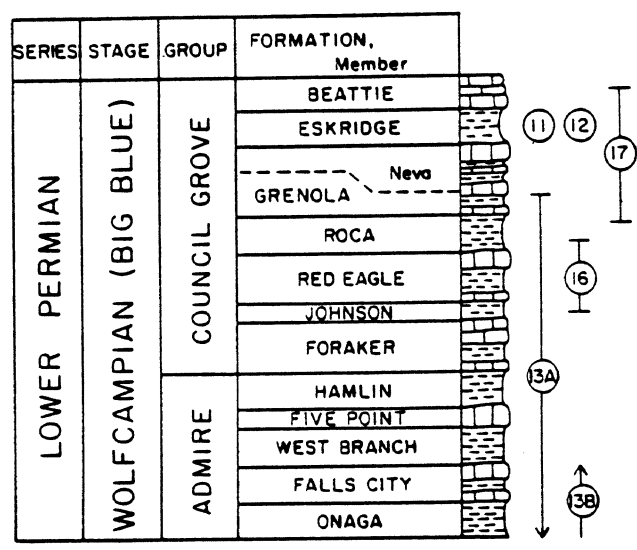 SERIES STAGE GROUP FORMATION,
Member
LOWER PERMIAN
WOLFCAMPIAN (BIG BLUE)
COUNCIL GROVE
ADMIRE
BEATTIE
ESKRIDGE
Neva
GRENOLA
ROCA
RED EAGLE
JOHNSON
FORAKER
HAMLIN
FIVE POINT
WEST BRANCH
FALLS CITY
ONAGA
11 12
17
16
13A
13B